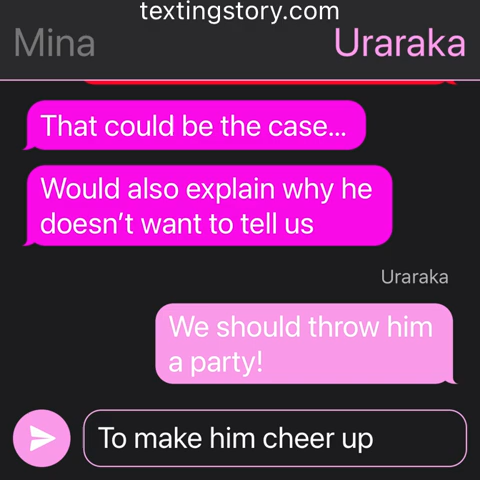 textingstory.com
Mina
Uraraka
That could be the case...
Would also explain why he
doesn’t want to tell us
Uraraka
We should throw him
a party!
To make him cheer up